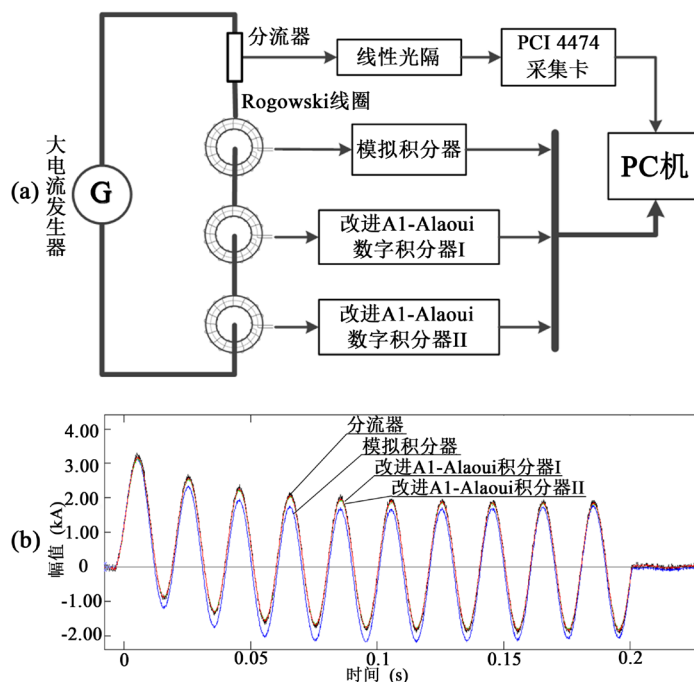 分流器
线性光隔
PCI 4474
采集卡
Rogowski线圈
大电流发生器
(a)
G
模拟积分器
PC机
改进A1-Alaoui
数字积分器I
改进A1-Alaoui
数字积分器II
(b)
幅值 (kA)
4.00
3.00
2.00
1.00
0
-1.00
-2.00
分流器
模拟积分器
改进A1-Alaoui积分器I
改进A1-Alaoui积分器II
0
0.05
0.1
0.15
0.2
时间 (s)